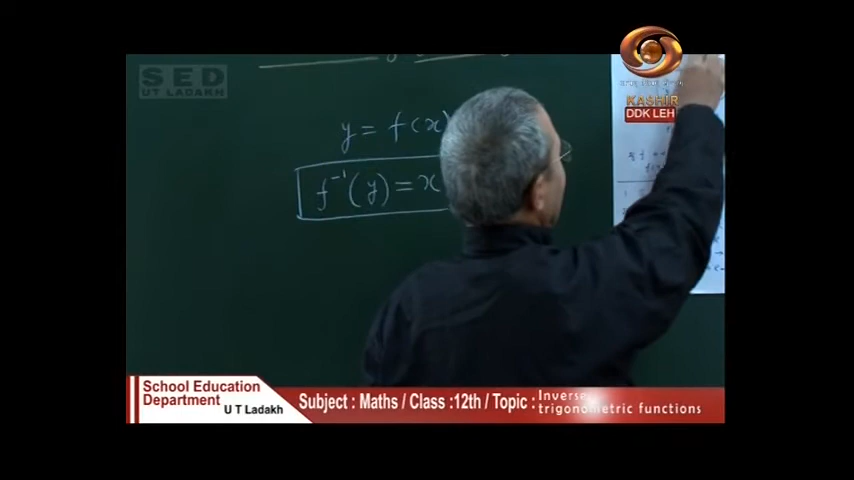 SED
UT LADAKH
KASHIR
DDK LEH
y = f(x)
f⁻¹(y) = x
School Education
Department
U T Ladakh
Subject : Maths / Class :12th / Topic : Inverse
trigonometric functions